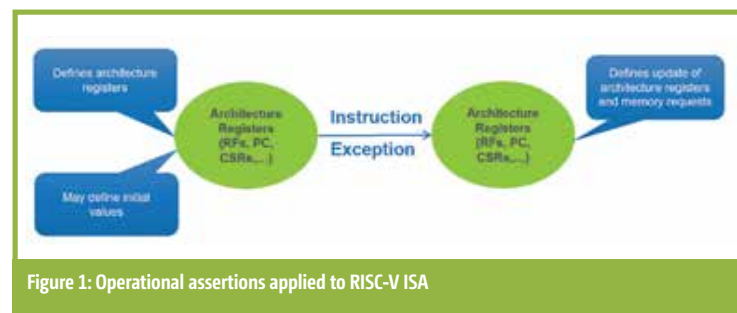 Defines architecture
registers
May define initial
values
Architecture
Registers
(RFs, PC,
CSRs,...)
Instruction
Exception
Architecture
Registers
(RFs, PC,
CSRs,...)
Defines update of
architecture registers
and memory requests
Figure 1: Operational assertions applied to RISC-V ISA